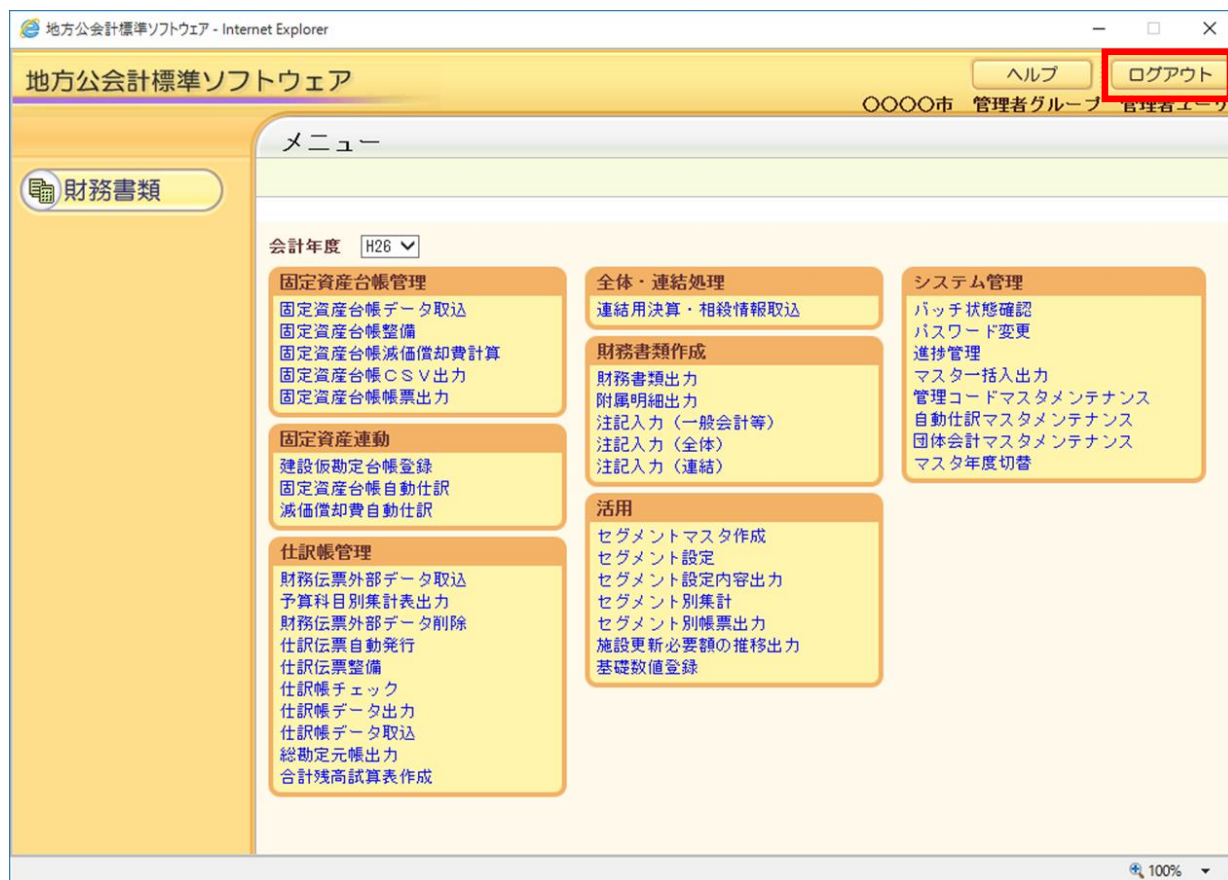 地方公会計標準ソフトウェア - Internet Explorer
地方公会計標準ソフトウェア
ヘルプ
ログアウト
〇〇〇〇市 管理者グループ 管理者ユーザ
メニュー
財務書類
会計年度 H26
固定資産台帳管理
固定資産台帳データ取込
固定資産台帳整備
固定資産台帳減価償却費計算
固定資産台帳ＣＳＶ出力
固定資産台帳帳票出力
固定資産連動
建設仮勘定台帳登録
固定資産台帳自動仕訳
減価償却費自動仕訳
仕訳帳管理
財務伝票外部データ取込
予算科目別集計表出力
財務伝票外部データ削除
仕訳伝票自動発行
仕訳伝票整備
仕訳帳チェック
仕訳帳データ出力
仕訳帳データ取込
総勘定元帳出力
合計残高試算表作成
全体・連結処理
連結用決算・相殺情報取込
財務書類作成
財務書類出力
附属明細出力
注記入力（一般会計等）
注記入力（全体）
注記入力（連結）
活用
セグメントマスタ作成
セグメント設定
セグメント設定内容出力
セグメント別集計
セグメント別帳票出力
施設更新必要額の推移出力
基礎数値登録
システム管理
バッチ状態確認
パスワード変更
進捗管理
マスタ一括入出力
管理コードマスタメンテナンス
自動仕訳マスタメンテナンス
団体会計マスタメンテナンス
マスタ年度切替
100%